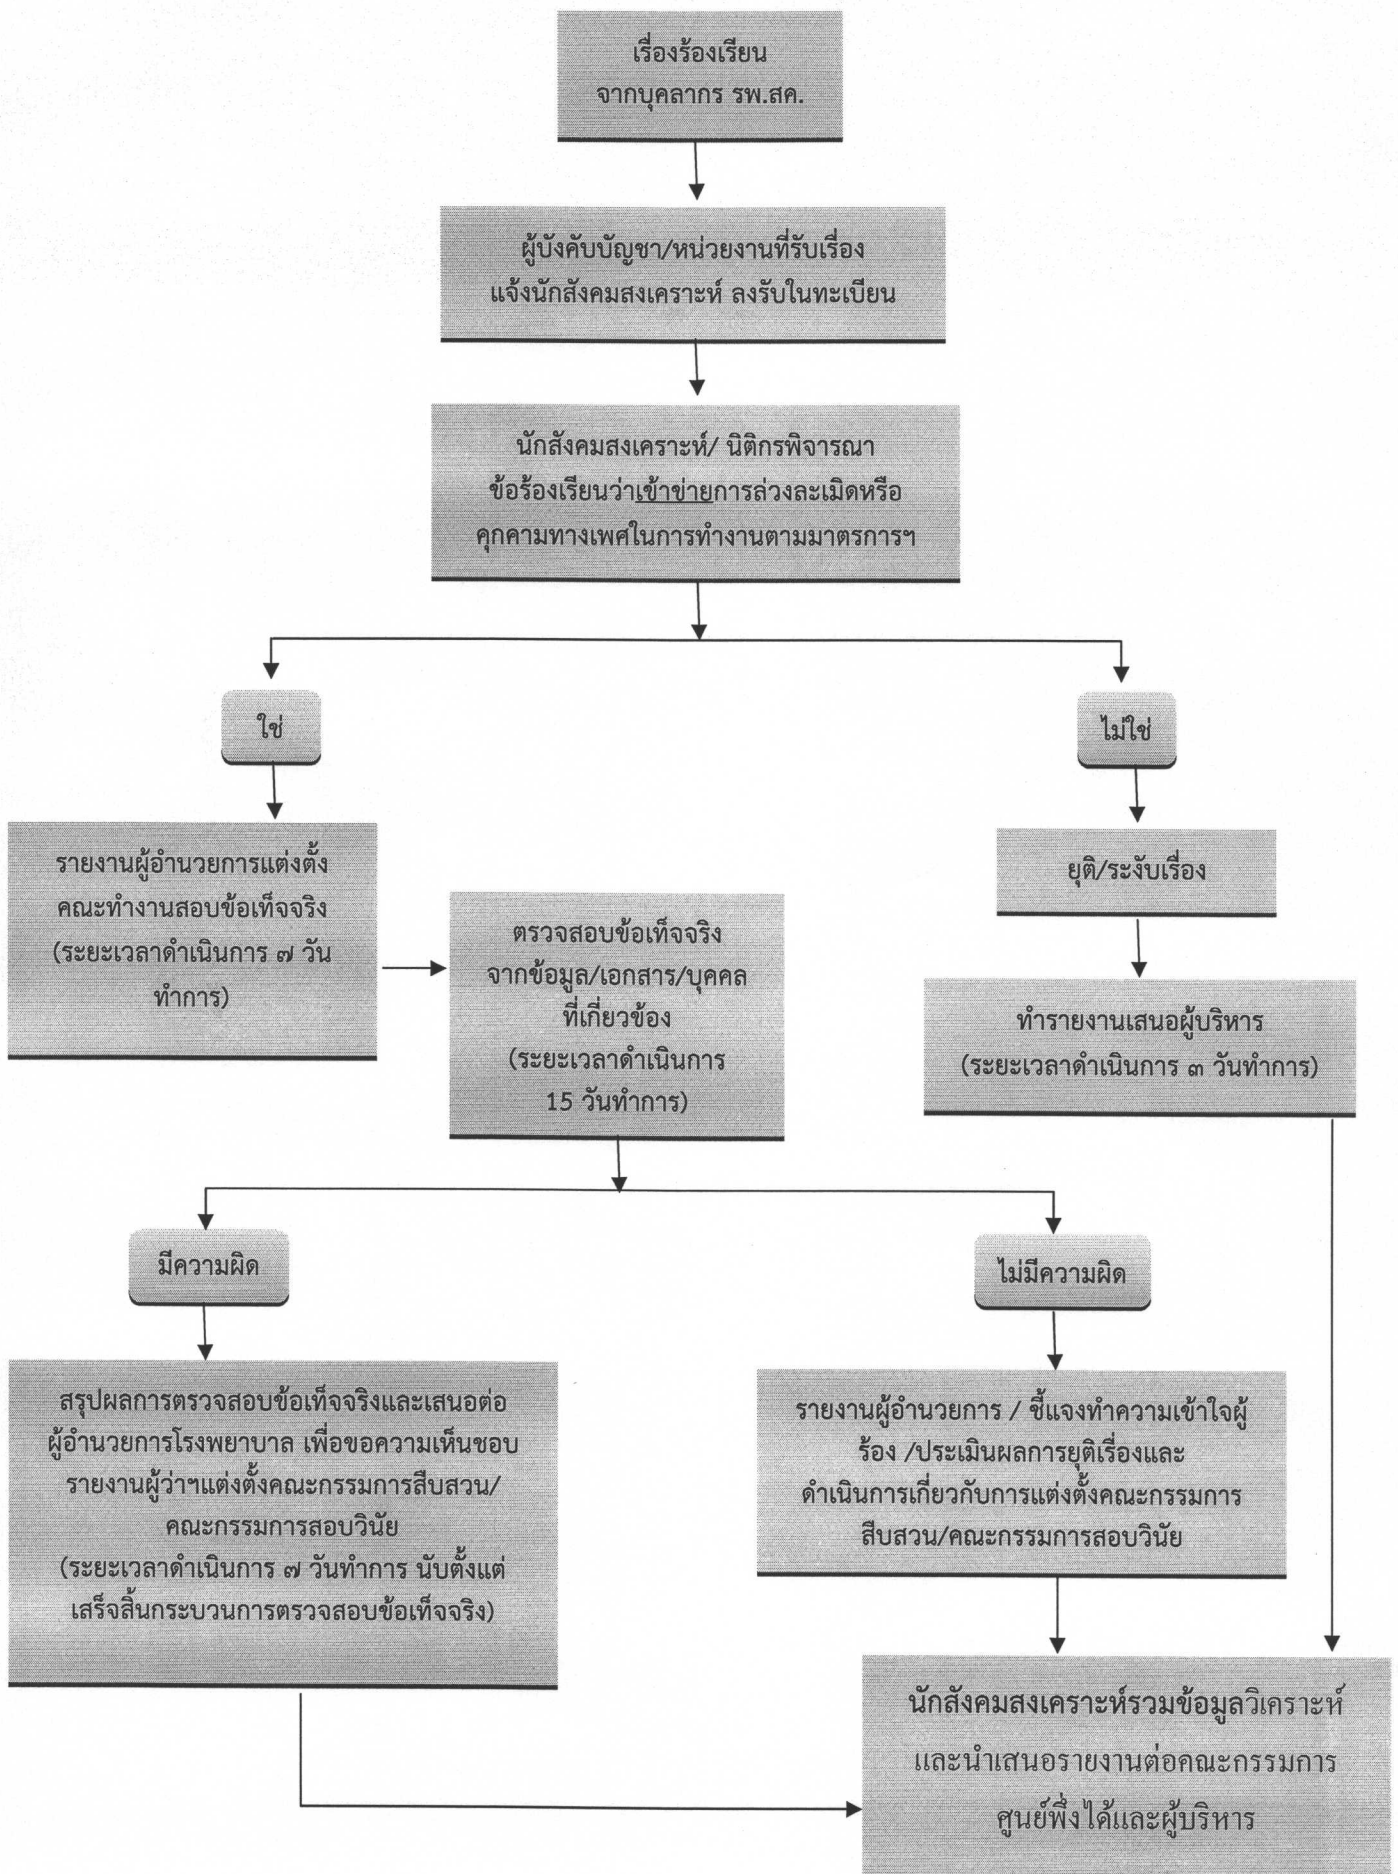 เรื่องร้องเรียน
จากบุคลากร รพ.สค.
ผู้บังคับบัญชา/หน่วยงานที่รับเรื่อง
แจ้งนักสังคมสงเคราะห์ ลงรับในทะเบียน
นักสังคมสงเคราะห์/ นิติกรพิจารณา
ข้อร้องเรียนว่าเข้าข่ายการล่วงละเมิดหรือ
คุกคามทางเพศในการทำงานตามมาตรการฯ
ใช่
ไม่ใช่
รายงานผู้อำนวยการแต่งตั้ง
คณะทำงานสอบข้อเท็จจริง
(ระยะเวลาดำเนินการ ๗ วัน
ทำการ)
ตรวจสอบข้อเท็จจริง
จากข้อมูล/เอกสาร/บุคคล
ที่เกี่ยวข้อง
(ระยะเวลาดำเนินการ
15 วันทำการ)
ยุติ/ระงับเรื่อง
ทำรายงานเสนอผู้บริหาร
(ระยะเวลาดำเนินการ ๓ วันทำการ)
มีความผิด
ไม่มีความผิด
สรุปผลการตรวจสอบข้อเท็จจริงและเสนอต่อ
ผู้อำนวยการโรงพยาบาล เพื่อขอความเห็นชอบ
รายงานผู้ว่าฯแต่งตั้งคณะกรรมการสืบสวน/
คณะกรรมการสอบวินัย
(ระยะเวลาดำเนินการ ๗ วันทำการ นับตั้งแต่
เสร็จสิ้นกระบวนการตรวจสอบข้อเท็จจริง)
รายงานผู้อำนวยการ / ชี้แจงทำความเข้าใจผู้
ร้อง /ประเมินผลการยุติเรื่องและ
ดำเนินการเกี่ยวกับการแต่งตั้งคณะกรรมการ
สืบสวน/คณะกรรมการสอบวินัย
นักสังคมสงเคราะห์รวมข้อมูลวิเคราะห์
และนำเสนอรายงานต่อคณะกรรมการ
ศูนย์พึ่งได้และผู้บริหาร